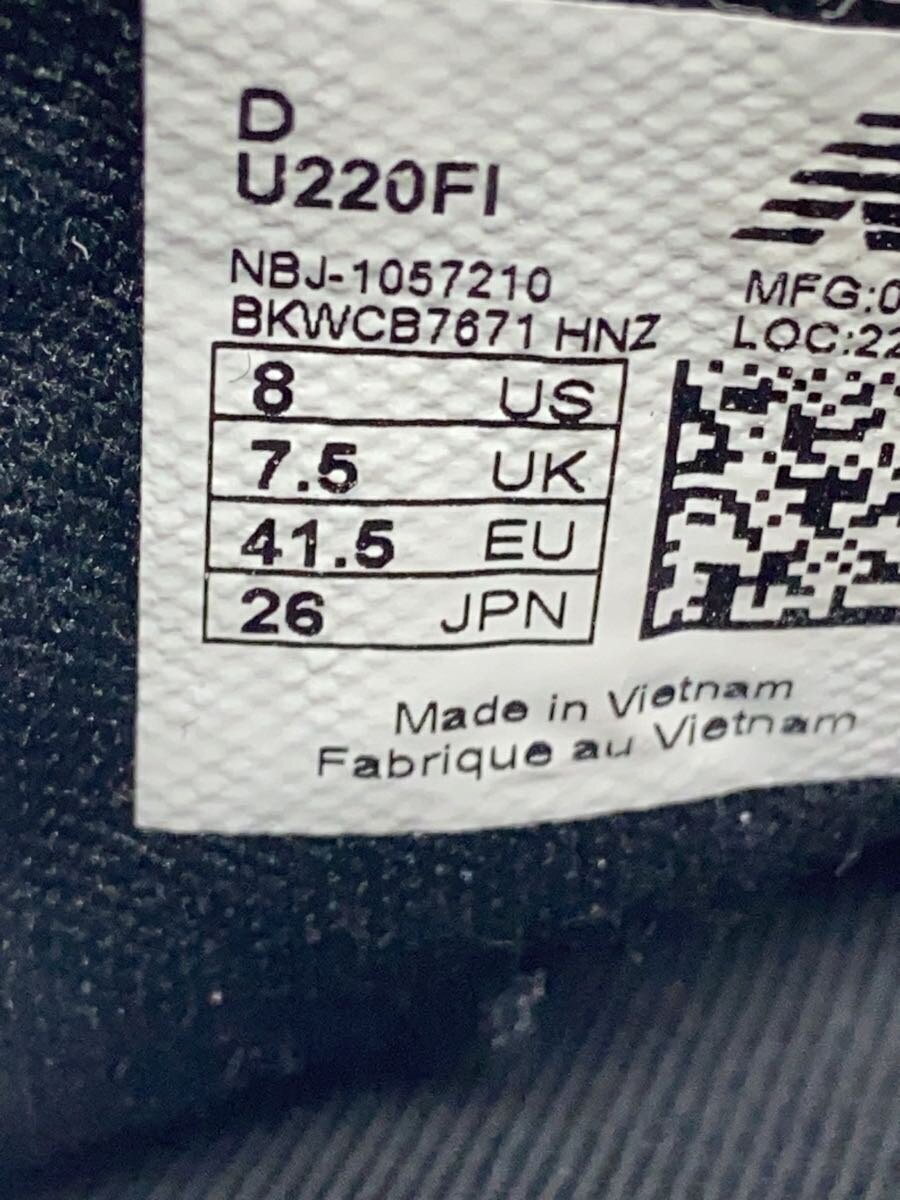 D
U220FI
NBJ-1057210
BKWCB7671 HNZ
MFG:0
LOC:22
8 US
7.5 UK
41.5 EU
26 JPN
Made in Vietnam
Fabrique au Vietnam